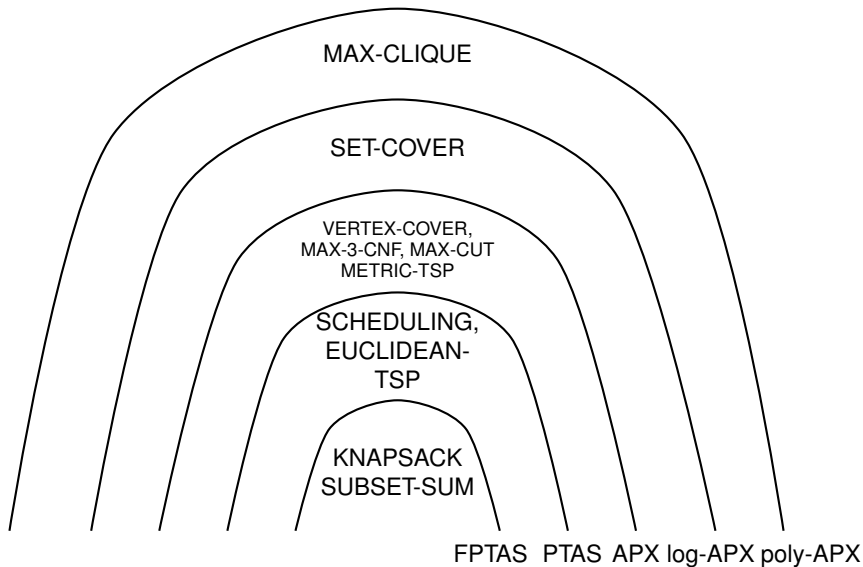 MAX-CLIQUE
SET-COVER
VERTEX-COVER,
MAX-3-CNF, MAX-CUT
METRIC-TSP
SCHEDULING,
EUCLIDEAN-
TSP
KNAPSACK
SUBSET-SUM
FPTAS PTAS APX log-APX poly-APX